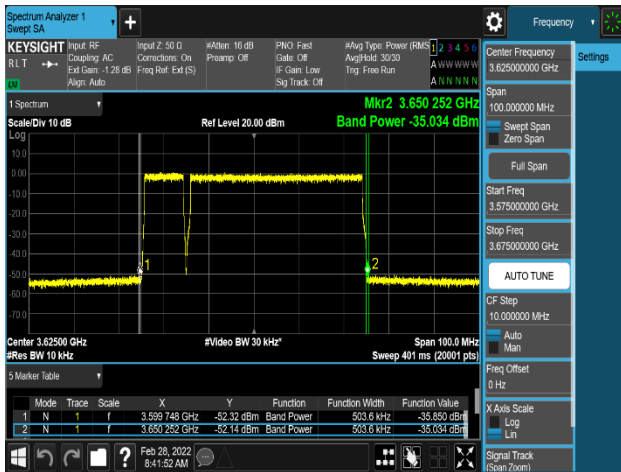 Spectrum Analyzer 1
Swept SA
+
Frequency
KEYSIGHT Input: RF Input Z: 50 Ω #Atten: 16 dB PNO: Fast #Avg Type: Power (RMS 1 2 3 4 5 6
RLT Coupling: AC Corrections: On Preamp: Off Gate: Off Avg|Hold: 30/30 A W W W W W
Ext Gain: -1.28 dB Freq Ref: Ext (S) IF Gain: Low Trig: Free Run
Align: Auto Sig Track: Off A N N N N N
1 Spectrum
Mkr2 3.650 252 GHz
Scale/Div 10 dB Ref Level 20.00 dBm Band Power -35.034 dBm
Log
10.0
0.00
-10.0
-20.0
-30.0
-40.0
-50.0
-60.0
-70.0
1
2
Center 3.62500 GHz #Video BW 30 kHz* Span 100.0 MHz
#Res BW 10 kHz Sweep 401 ms (20001 pts)
5 Marker Table
Mode Trace Scale X Y Function Function Width Function Value
1 N 1 f 3.599 748 GHz -52.32 dBm Band Power 503.6 kHz -35.850 dBm
2 N 1 f 3.650 252 GHz -52.14 dBm Band Power 503.6 kHz -35.034 dBm
?
Feb 28, 2022
8:41:52 AM
Center Frequency
3.625000000 GHz
Settings
Span
100.000000 MHz
Swept Span
Zero Span
Full Span
Start Freq
3.575000000 GHz
Stop Freq
3.675000000 GHz
AUTO TUNE
CF Step
10.000000 MHz
Auto
Man
Freq Offset
0 Hz
X Axis Scale
Log
Lin
Signal Track
(Span Zoom)